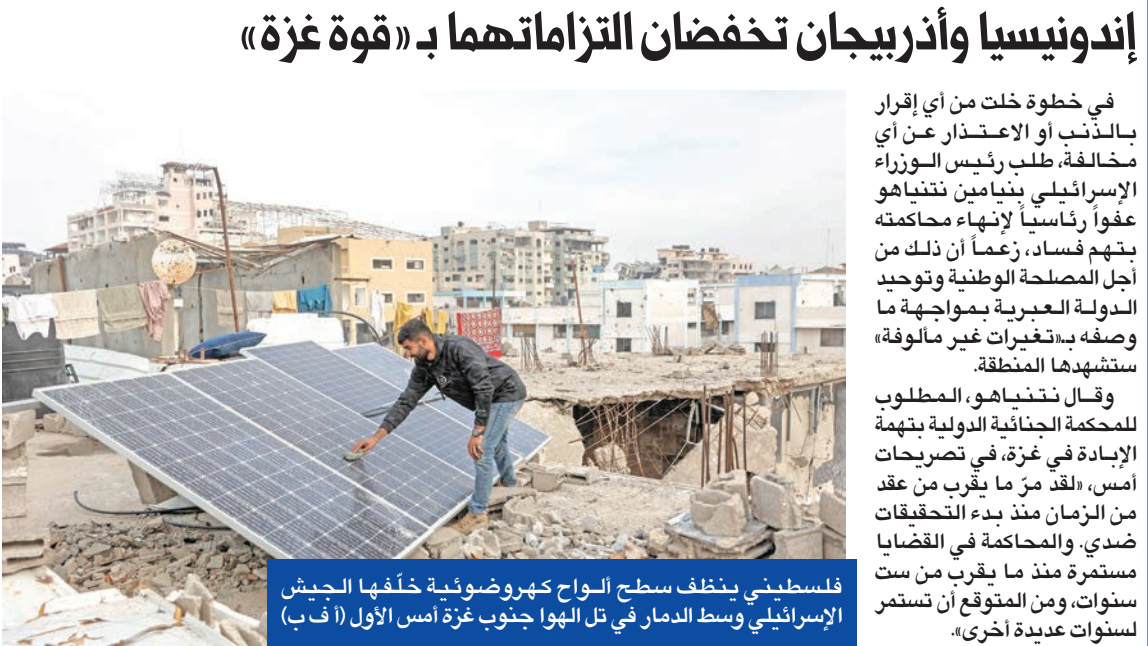 إندونيسيا وأذربيجان تخفضان التزاماتهما بـ «قوة غزة»
في خطوة خلت من أي إقرار
بالذنب أو الاعتذار عن أي
مخالفة، طلب رئيس الوزراء
الإسرائيلي بنيامين نتنياهو
عفواً رئاسياً لإنهاء محاكمته
بتهم فساد، زعماً أن ذلك من
أجل المصلحة الوطنية وتوحيد
الدولة العبرية بمواجهة ما
وصفه بـ«تغيرات غير مألوفة»
ستشهدها المنطقة.
وقال نتنياهو، المطلوب
للمحكمة الجنائية الدولية بتهمة
الإبادة في غزة، في تصريحات
أمس، «لقد مرّ ما يقرب من عقد
من الزمان منذ بدء التحقيقات
ضدي. والمحاكمة في القضايا
مستمرة منذ ما يقرب من ست
سنوات، ومن المتوقع أن تستمر
لسنوات عديدة أخرى».
فلسطيني ينظف سطح ألواح كهروضوئية خلّفها الجيش
الإسرائيلي وسط الدمار في تل الهوا جنوب غزة أمس الأول (أ ف ب)